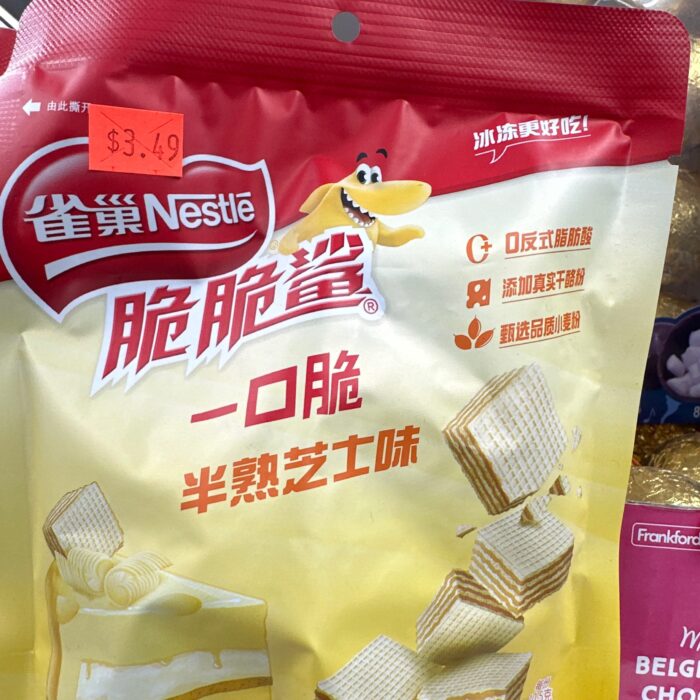 由此撕开
$3.49
冰冻更好吃!
雀巢Nestlé®
0反式脂肪酸
添加真实干酪粉
甄选品质小麦粉
脆脆鲨®
一口脆
半熟芝士味
Frankford
BELG
CHO